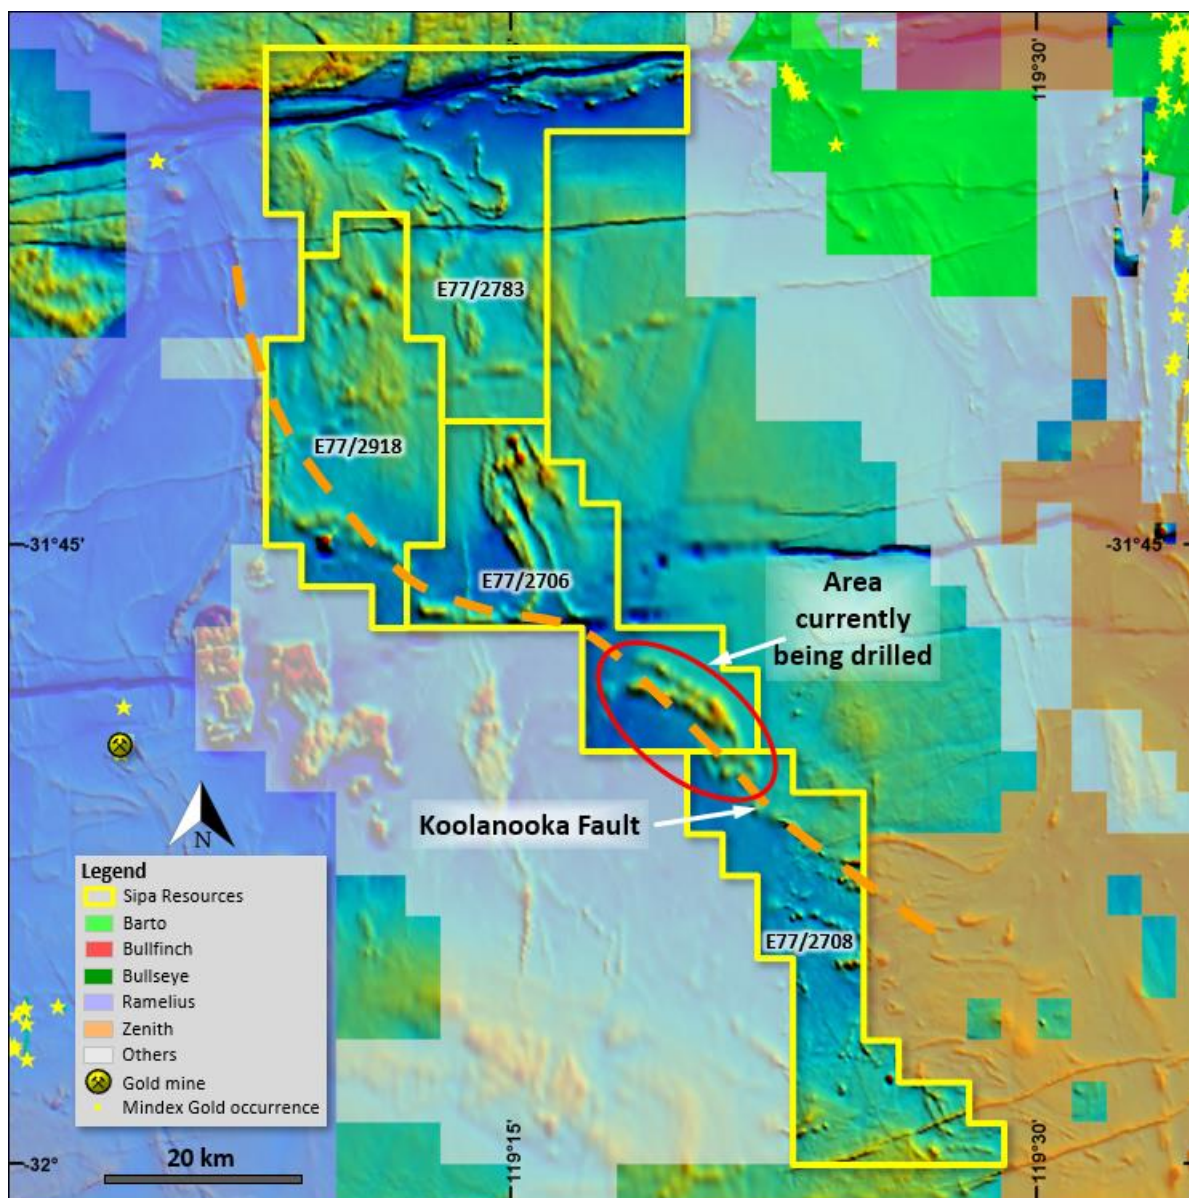 119°30'
E77/2783
E77/2918
-31°45'
-31°45'
E77/2706
Area
currently
being drilled
Koolanooka Fault
N
Legend
Sipa Resources
Barto
Bullfinch
Bullseye
Ramelius
Zenith
Others
Gold mine
Mindex Gold occurrence
E77/2708
119°15'
119°30'
-32°
20 km